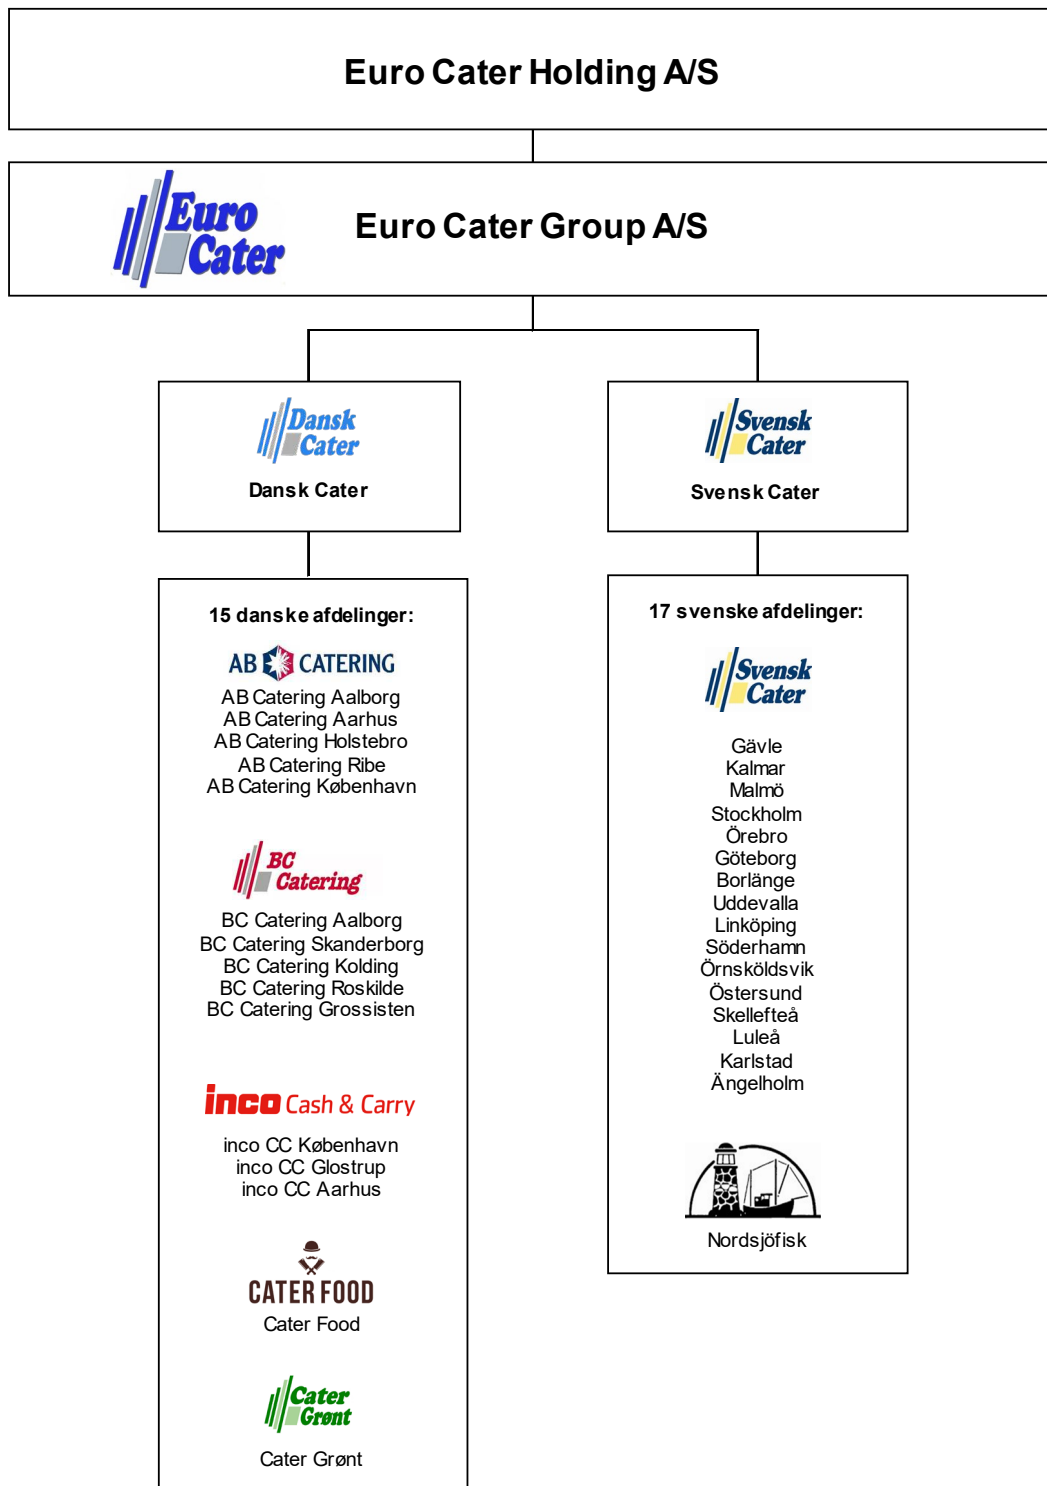 Euro Cater Holding A/S
Euro
Cater
Euro Cater Group A/S
Dansk
Cater
Dansk Cater
Svensk
Cater
Svensk Cater
15 danske afdelinger:
AB CATERING
AB Catering Aalborg
AB Catering Aarhus
AB Catering Holstebro
AB Catering Ribe
AB Catering København
BC
Catering
BC Catering Aalborg
BC Catering Skanderborg
BC Catering Kolding
BC Catering Roskilde
BC Catering Grossisten
inco Cash & Carry
inco CC København
inco CC Glostrup
inco CC Aarhus
CATER FOOD
Cater Food
Cater
Grønt
Cater Grønt
17 svenske afdelinger:
Svensk
Cater
Gävle
Kalmar
Malmö
Stockholm
Örebro
Göteborg
Borlänge
Uddevalla
Linköping
Söderhamn
Örnsköldsvik
Östersund
Skellefteå
Luleå
Karlstad
Ängelholm
Nordsjöfisk